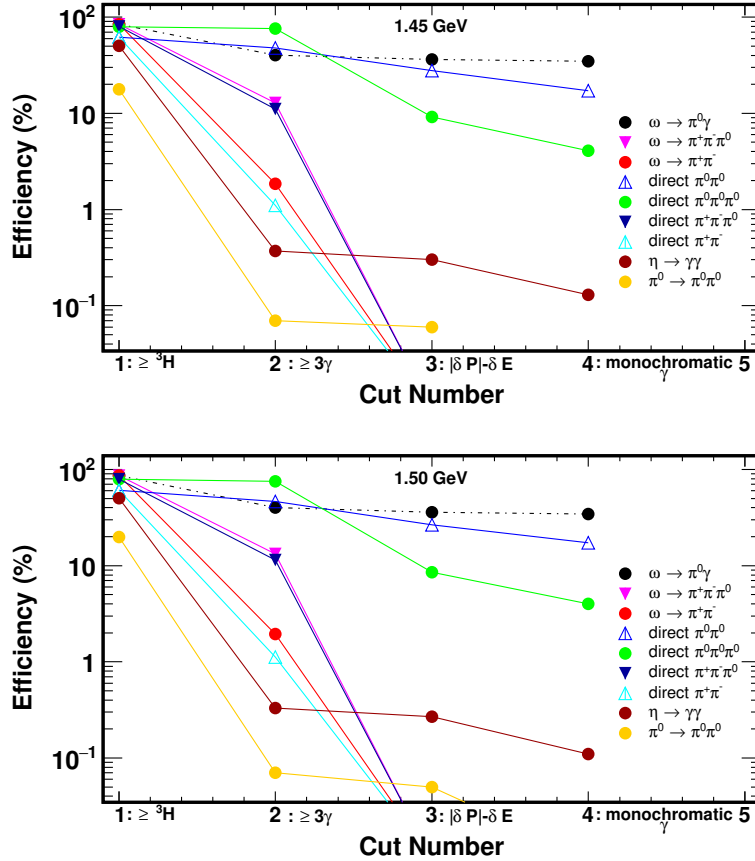 10²
1.45 GeV
10
1
10⁻¹
Efficiency (%)
ω → π⁰γ
ω → π⁺π⁻π⁰
ω → π⁺π⁻
direct π⁰π⁰
direct π⁰π⁰π⁰
direct π⁺π⁻π⁰
direct π⁺π⁻
η → γγ
π⁰ → π⁰π⁰
1 : ≥ ³H 2 : ≥ 3γ 3 : |δ P|-δ E 4 : monochromatic γ 5
Cut Number
10²
1.50 GeV
10
1
10⁻¹
Efficiency (%)
ω → π⁰γ
ω → π⁺π⁻π⁰
ω → π⁺π⁻
direct π⁰π⁰
direct π⁰π⁰π⁰
direct π⁺π⁻π⁰
direct π⁺π⁻
η → γγ
π⁰ → π⁰π⁰
1 : ≥ ³H 2 : ≥ 3γ 3 : |δ P|-δ E 4 : monochromatic γ 5
Cut Number